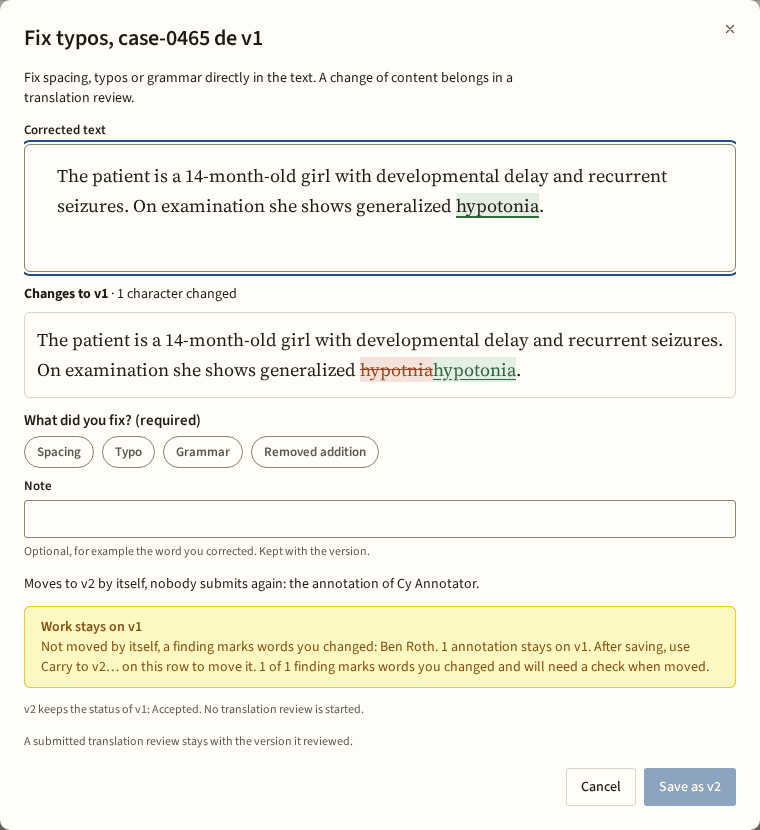 Fix typos, case-0465 de v1
×
Fix spacing, typos or grammar directly in the text. A change of content belongs in a
translation review.
Corrected text
The patient is a 14-month-old girl with developmental delay and recurrent
seizures. On examination she shows generalized hypotonia.
Changes to v1 · 1 character changed
The patient is a 14-month-old girl with developmental delay and recurrent seizures.
On examination she shows generalized hypotniahypotonia.
What did you fix? (required)
Spacing Typo Grammar Removed addition
Note
Optional, for example the word you corrected. Kept with the version.
Moves to v2 by itself, nobody submits again: the annotation of Cy Annotator.
Work stays on v1
Not moved by itself, a finding marks words you changed: Ben Roth. 1 annotation stays on v1. After saving, use
Carry to v2… on this row to move it. 1 of 1 finding marks words you changed and will need a check when moved.
v2 keeps the status of v1: Accepted. No translation review is started.
A submitted translation review stays with the version it reviewed.
Cancel Save as v2